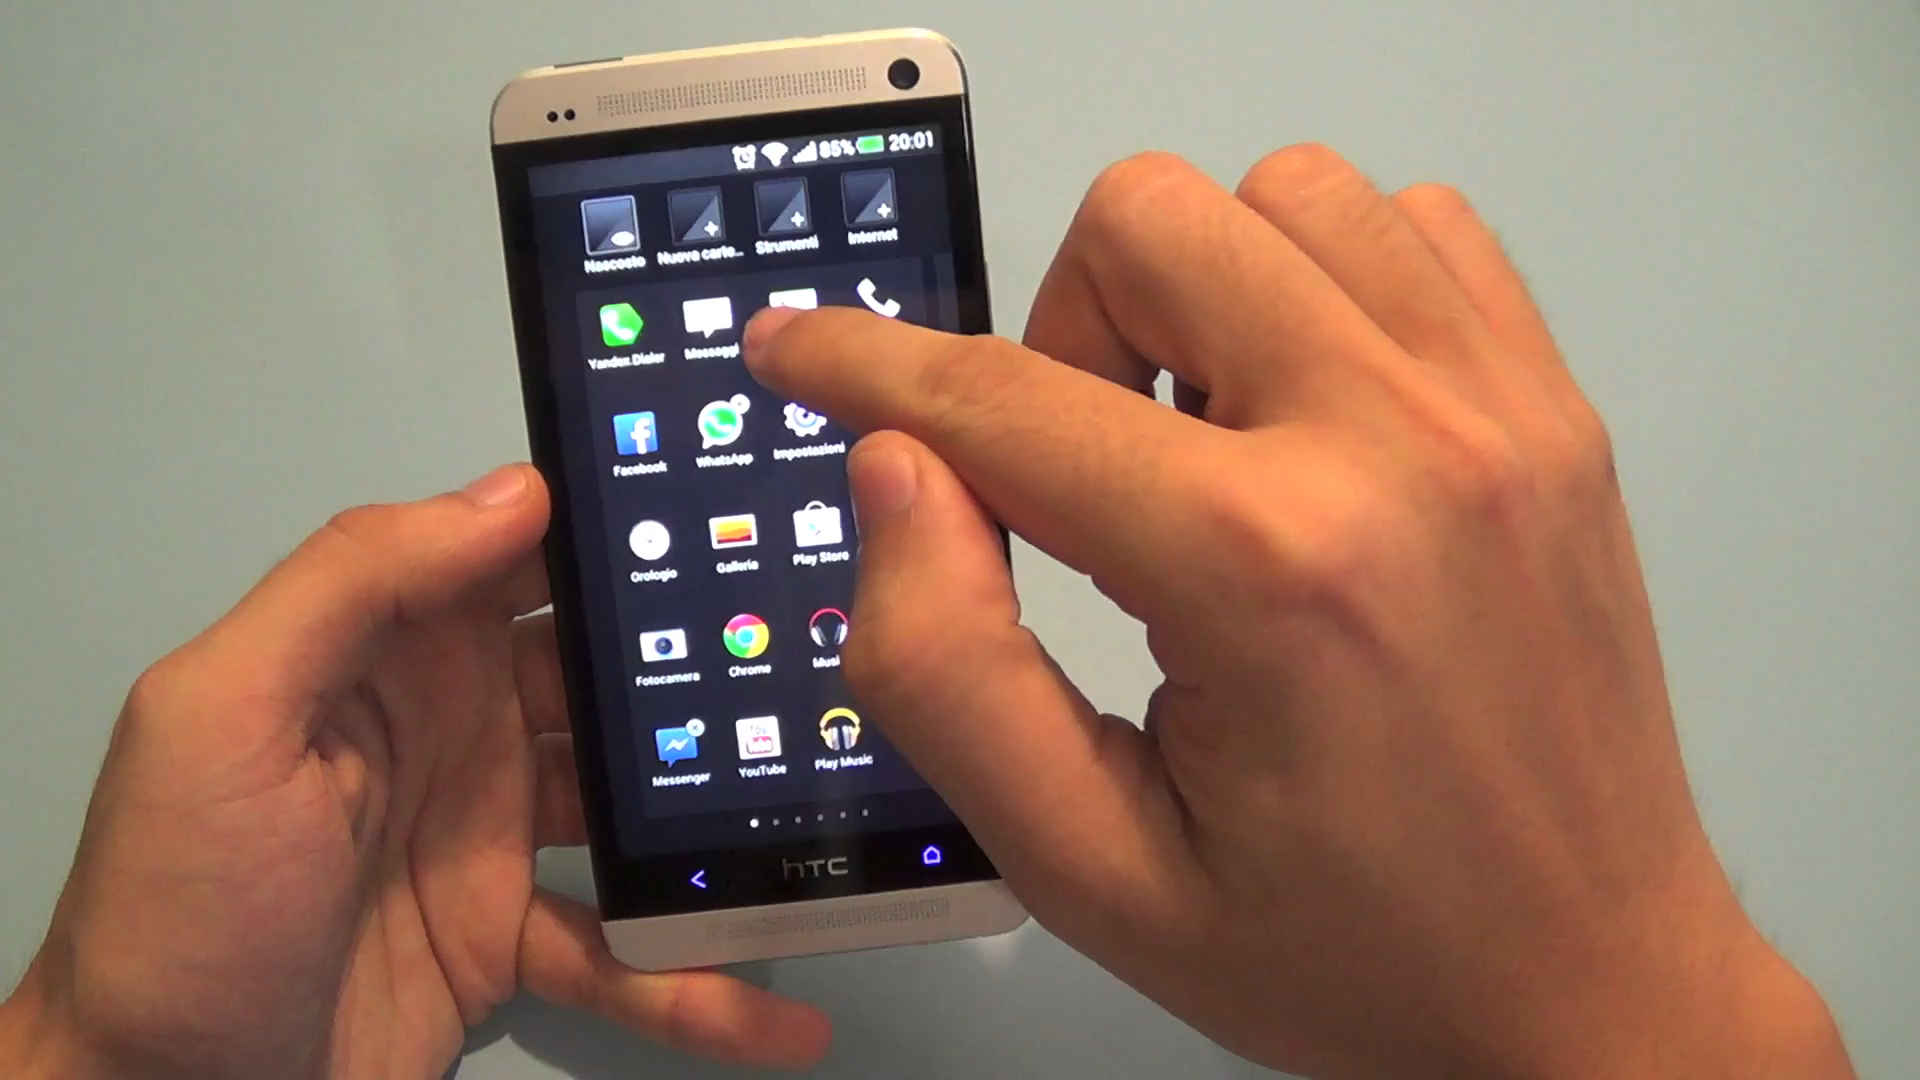 85% 20:01
Nascosto Nuova carte... Strumenti Internet
Yandex.Dialer Messaggi
Facebook WhatsApp Impostazioni
Orologio Galleria Play Store
Fotocamera Chrome Musi
Messenger YouTube Play Music
hTC